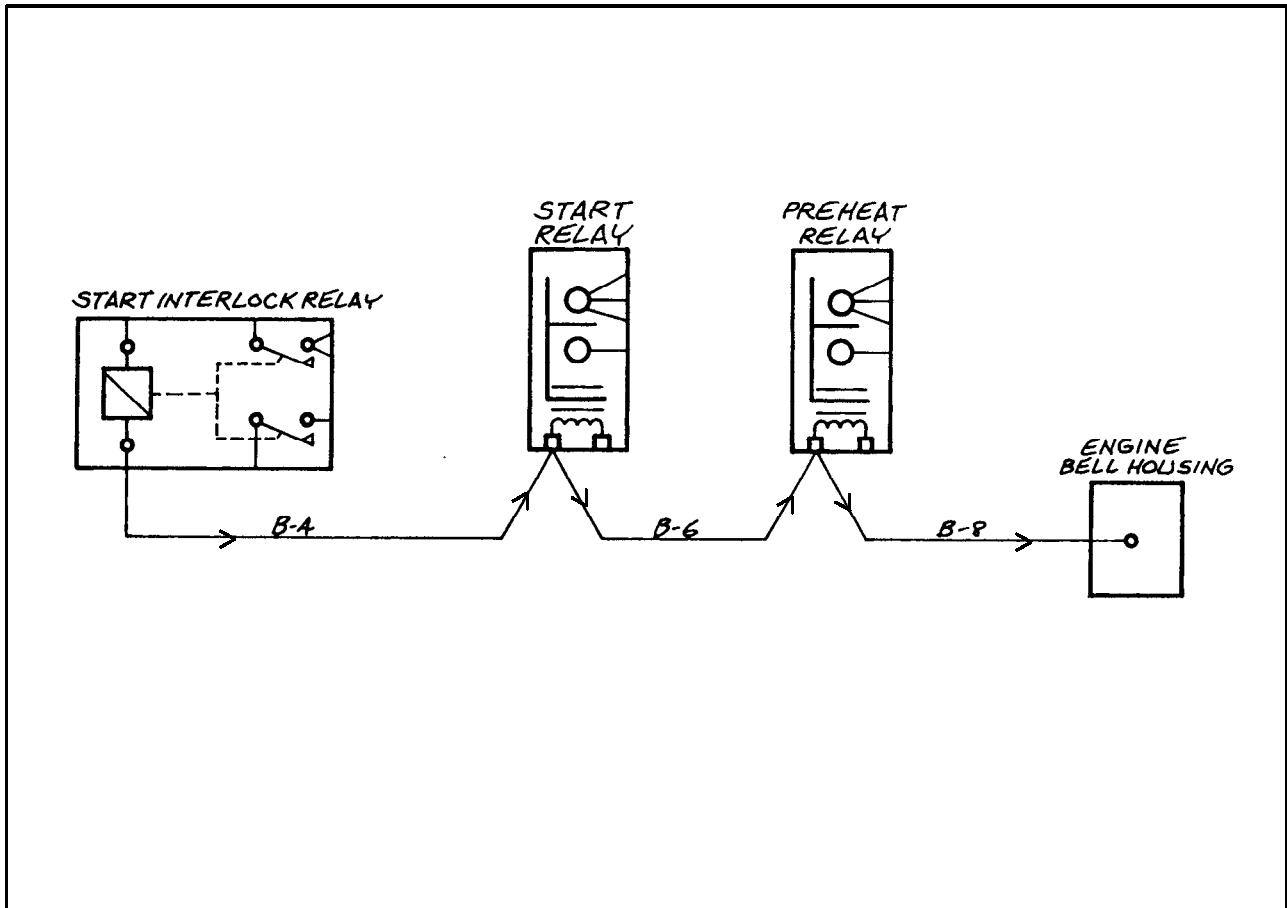 START
RELAY
PREHEAT
RELAY
START INTERLOCK RELAY
ENGINE
BELL HOUSING
B-4
B-6
B-8